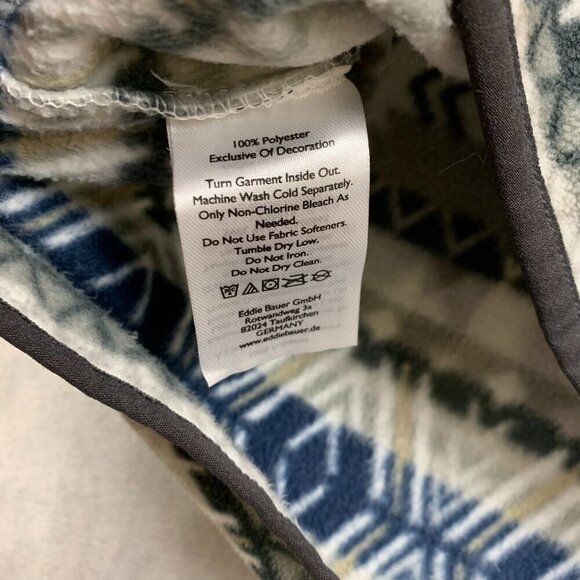 100% Polyester
Exclusive Of Decoration
Turn Garment Inside Out.
Machine Wash Cold Separately.
Only Non-Chlorine Bleach As
Needed.
Do Not Use Fabric Softeners.
Tumble Dry Low.
Do Not Iron.
Do Not Dry Clean.
Eddie Bauer GmbH
Rotwandweg 3a
82024 Taufkirchen
GERMANY
www.eddiebauer.de